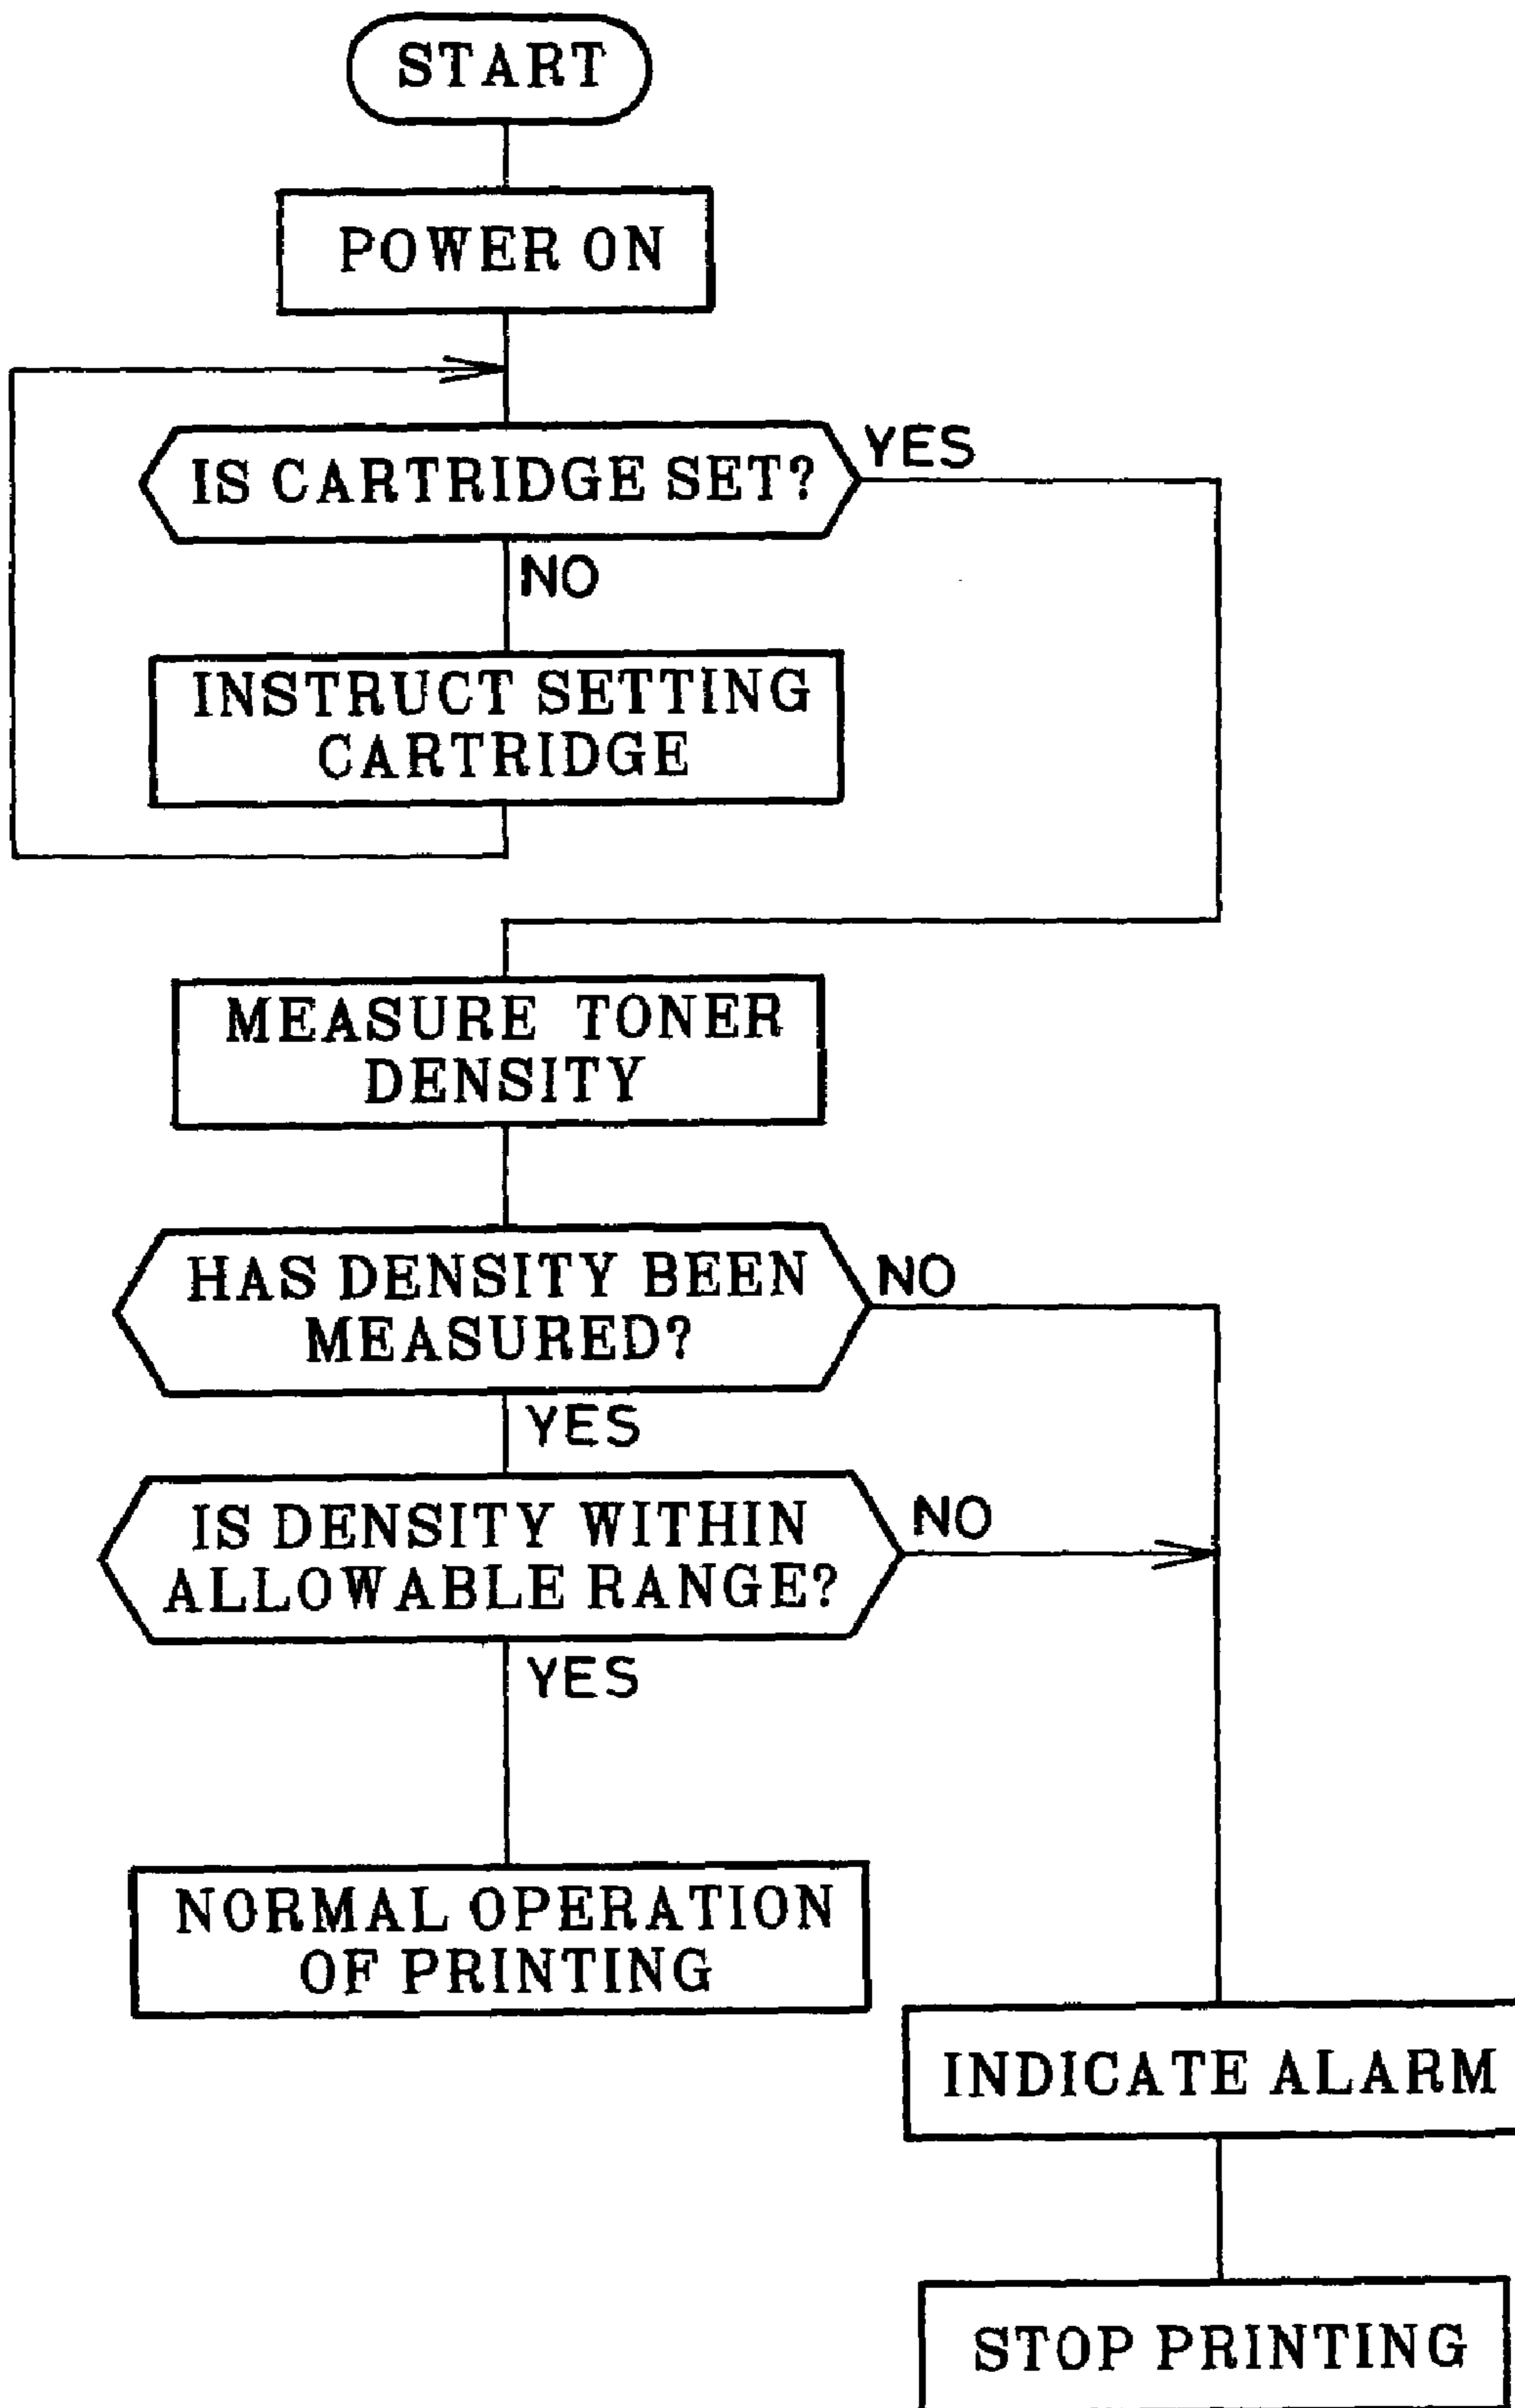 START
POWER ON
IS CARTRIDGE SET?
YES
NO
INSTRUCT SETTING
CARTRIDGE
MEASURE TONER
DENSITY
HAS DENSITY BEEN
MEASURED?
NO
YES
IS DENSITY WITHIN
ALLOWABLE RANGE?
NO
YES
NORMAL OPERATION
OF PRINTING
INDICATE ALARM
STOP PRINTING